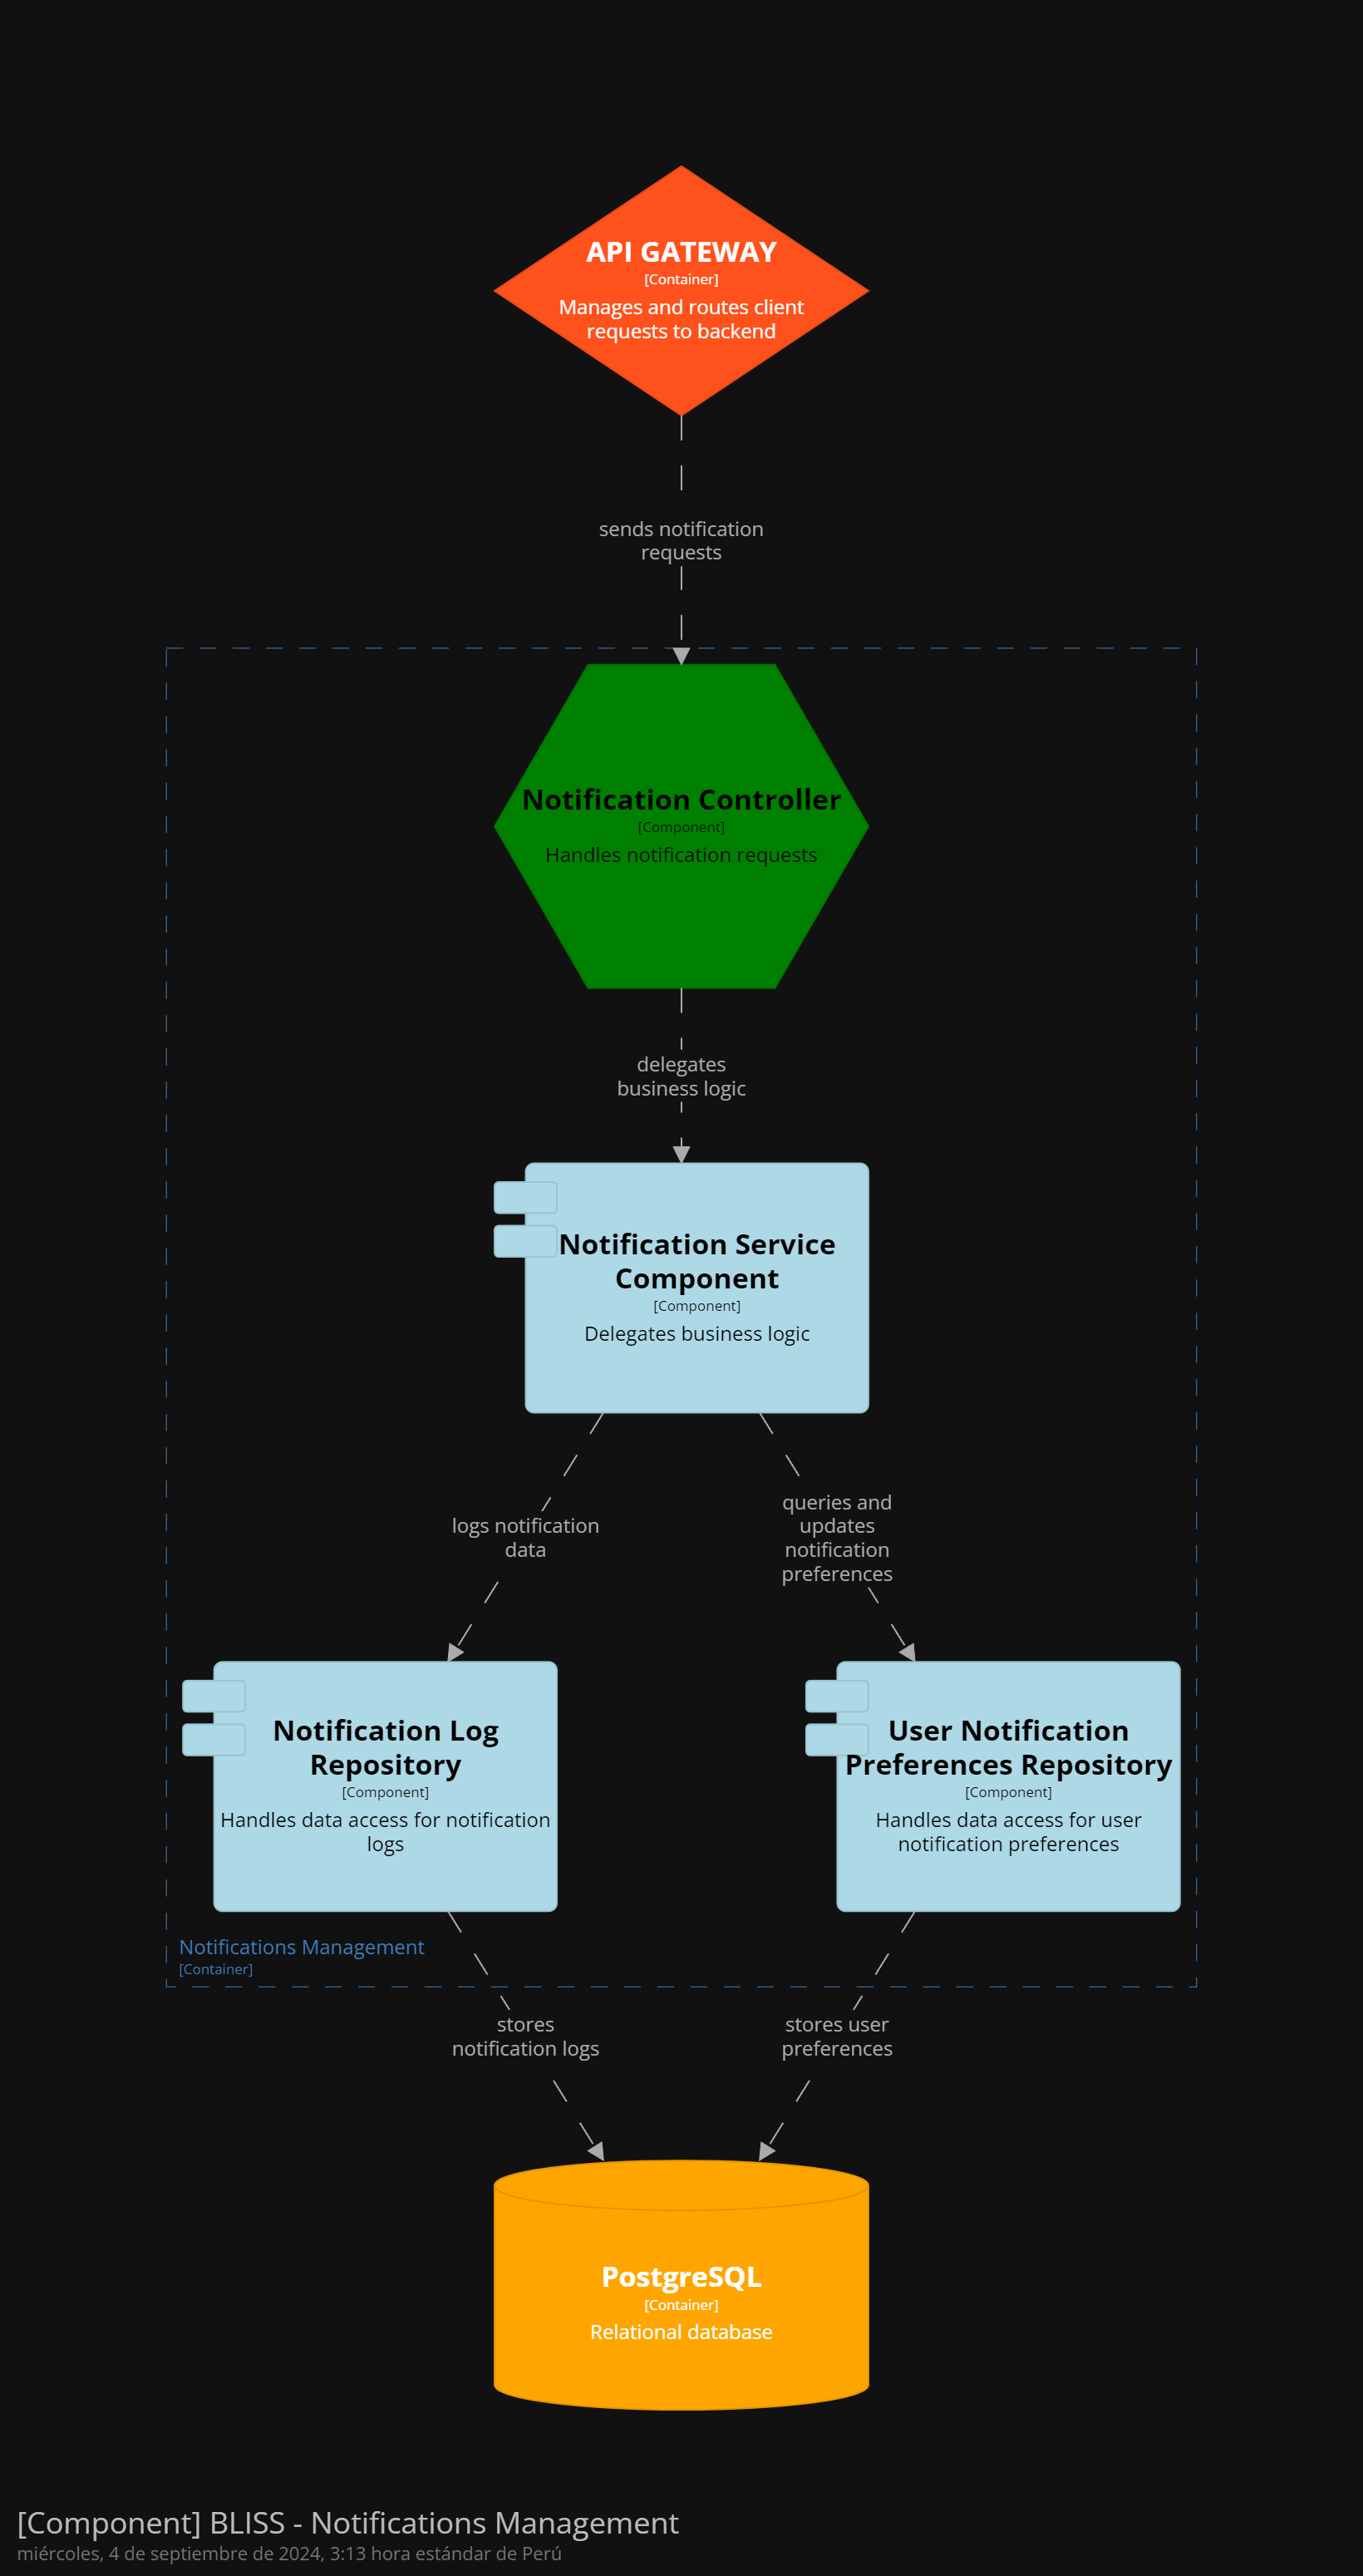 API GATEWAY
[Container]
Manages and routes client
requests to backend
sends notification
requests
Notification Controller
[Component]
Handles notification requests
delegates
business logic
Notification Service
Component
[Component]
Delegates business logic
logs notification
data
queries and
updates
notification
preferences
Notification Log
Repository
[Component]
Handles data access for notification
logs
User Notification
Preferences Repository
[Component]
Handles data access for user
notification preferences
Notifications Management
[Container]
stores
notification logs
stores user
preferences
PostgreSQL
[Container]
Relational database
[Component] BLISS - Notifications Management
miércoles, 4 de septiembre de 2024, 3:13 hora estándar de Perú